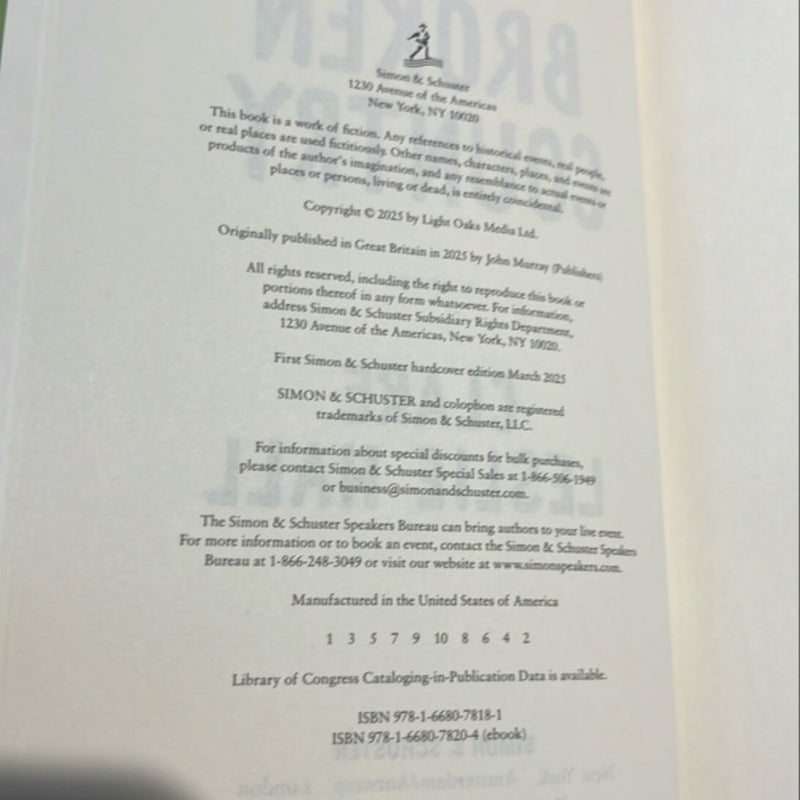 Simon & Schuster
1230 Avenue of the Americas
New York, NY 10020
This book is a work of fiction. Any references to historical events, real people,
or real places are used fictitiously. Other names, characters, places, and events are
products of the author's imagination, and any resemblance to actual events or
places or persons, living or dead, is entirely coincidental.
Copyright © 2025 by Light Oaks Media Ltd.
Originally published in Great Britain in 2025 by John Murray (Publishers)
All rights reserved, including the right to reproduce this book or
portions thereof in any form whatsoever. For information,
address Simon & Schuster Subsidiary Rights Department,
1230 Avenue of the Americas, New York, NY 10020.
First Simon & Schuster hardcover edition March 2025
SIMON & SCHUSTER and colophon are registered
trademarks of Simon & Schuster, LLC.
For information about special discounts for bulk purchases,
please contact Simon & Schuster Special Sales at 1-866-506-1949
or business@simonandschuster.com.
The Simon & Schuster Speakers Bureau can bring authors to your live event.
For more information or to book an event, contact the Simon & Schuster Speakers
Bureau at 1-866-248-3049 or visit our website at www.simonspeakers.com.
Manufactured in the United States of America
1 3 5 7 9 10 8 6 4 2
Library of Congress Cataloging-in-Publication Data is available.
ISBN 978-1-6680-7818-1
ISBN 978-1-6680-7820-4 (ebook)